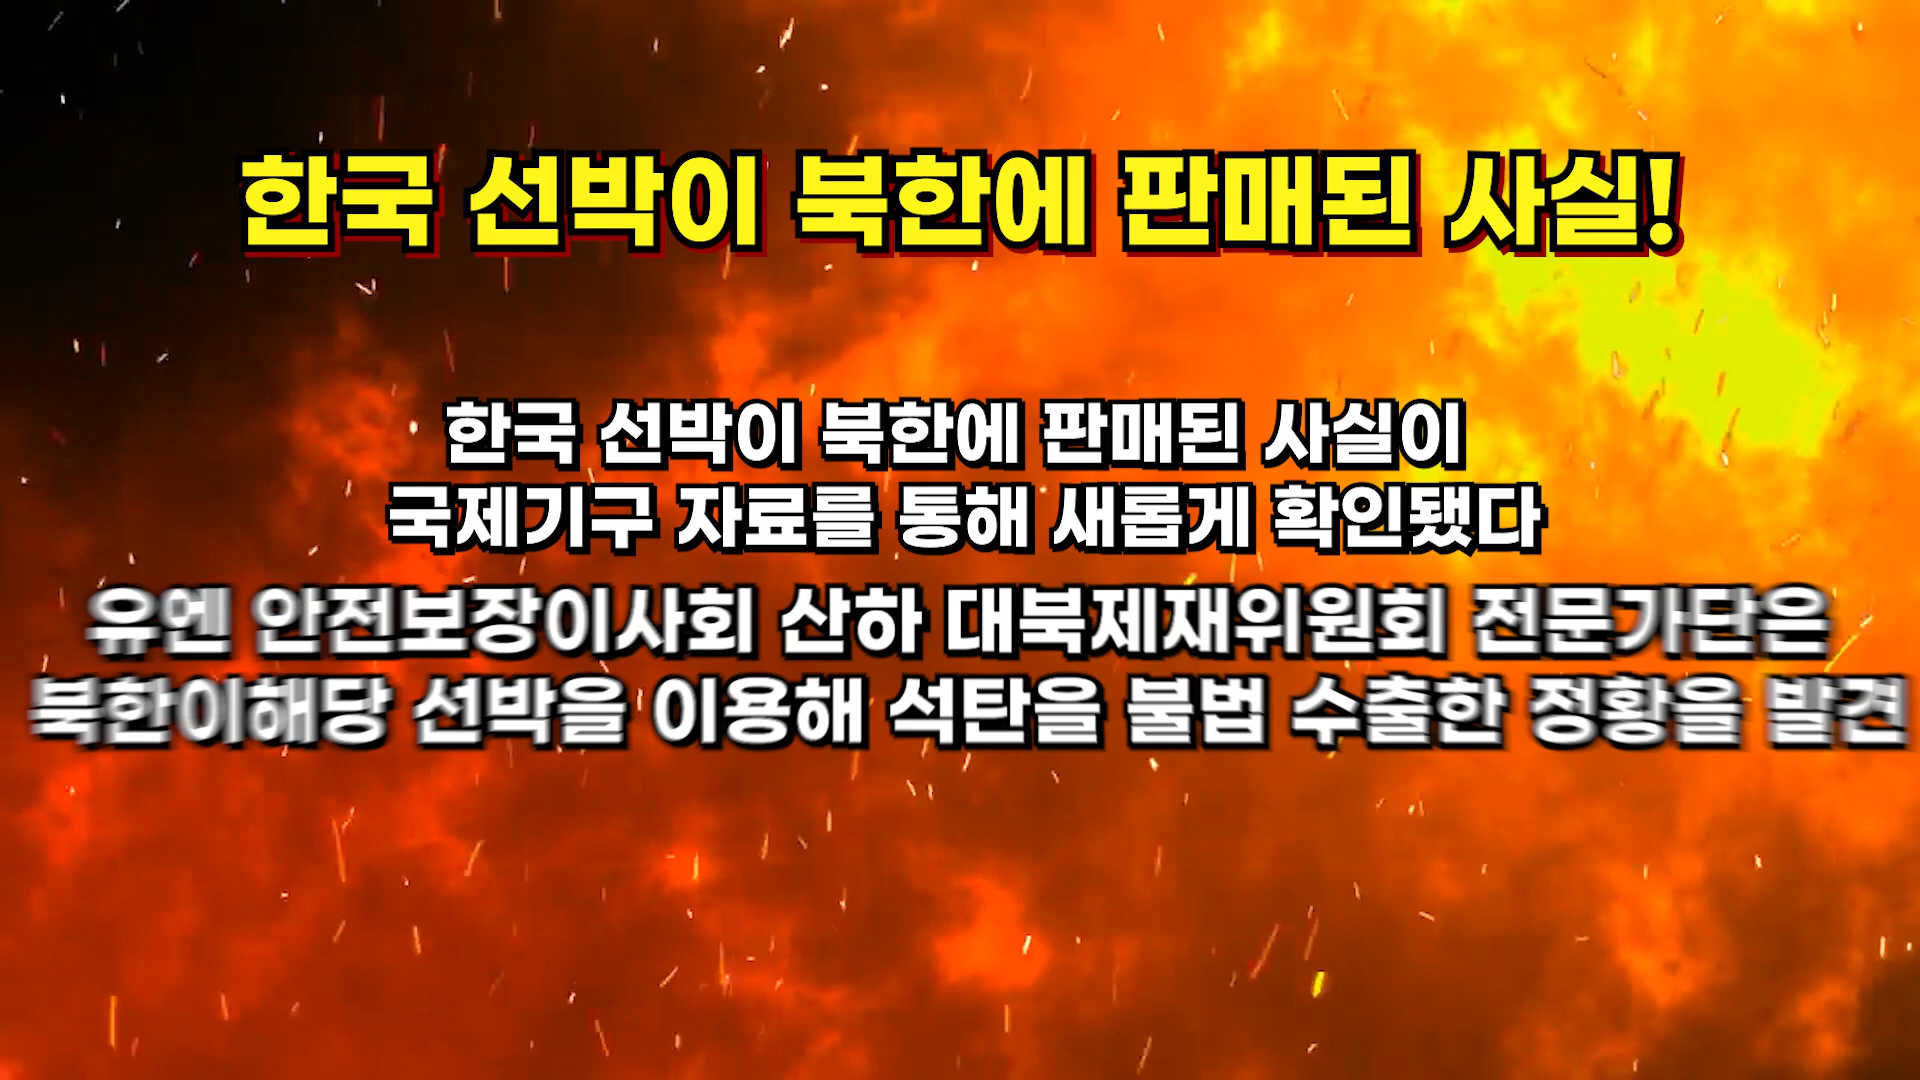 한국 선박이 북한에 판매된 사실!
한국 선박이 북한에 판매된 사실이
국제기구 자료를 통해 새롭게 확인됐다
유엔 안전보장이사회 산하 대북제재위원회 전문가단은
북한이해당 선박을 이용해 석탄을 불법 수출한 정황을 발견